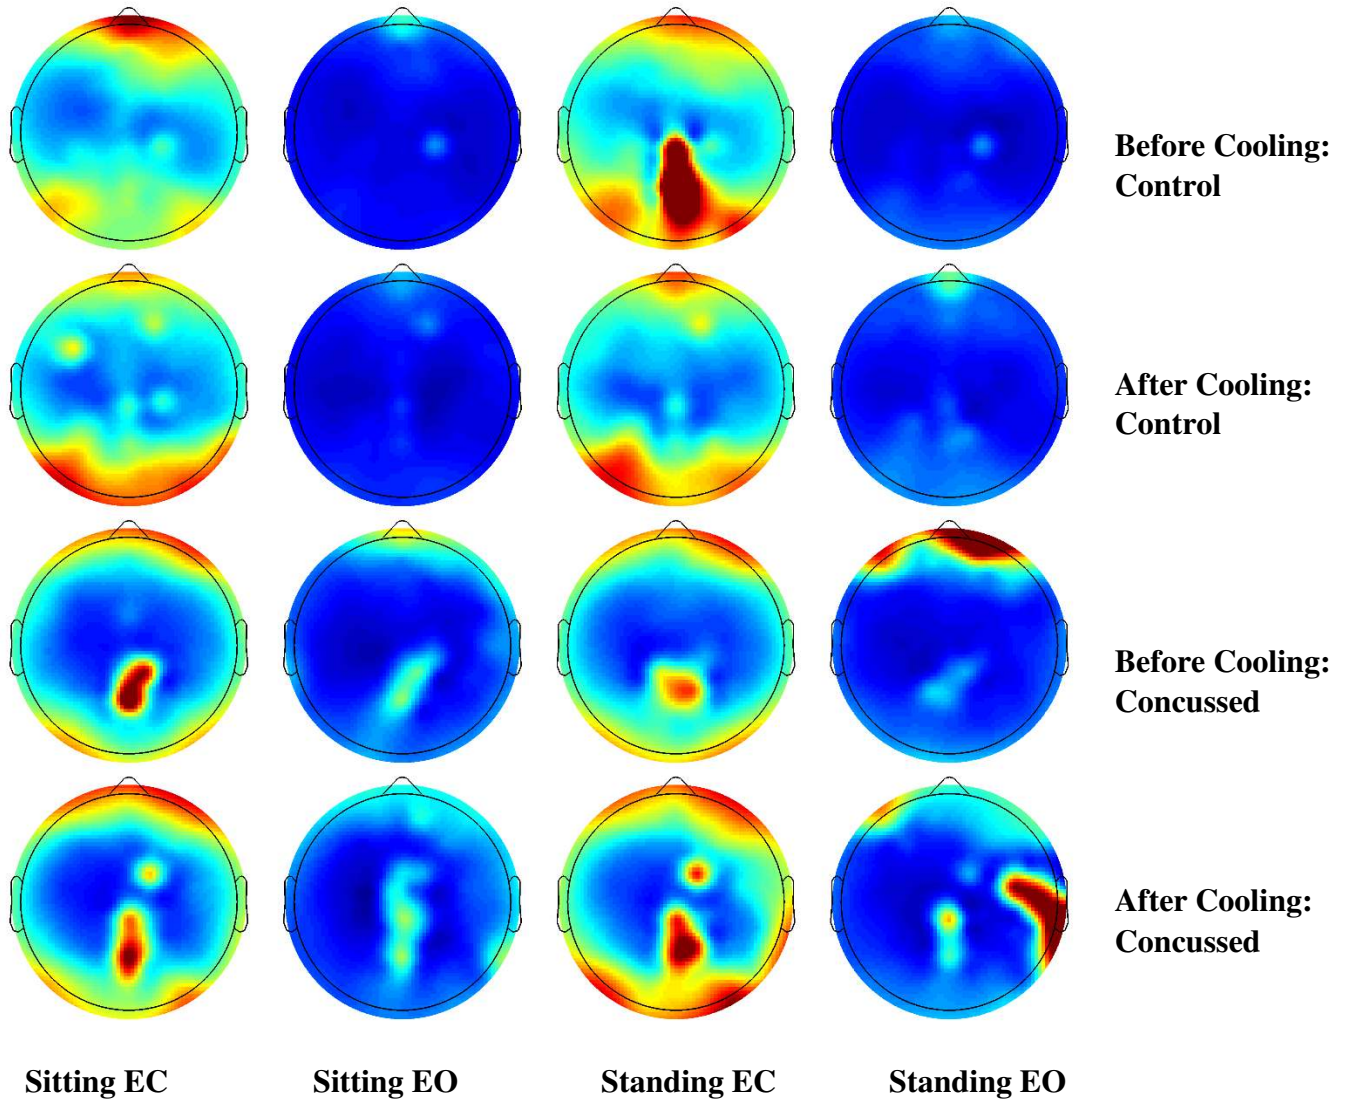 Before Cooling:
Control
After Cooling:
Control
Before Cooling:
Concussed
After Cooling:
Concussed
Sitting EC
Sitting EO
Standing EC
Standing EO